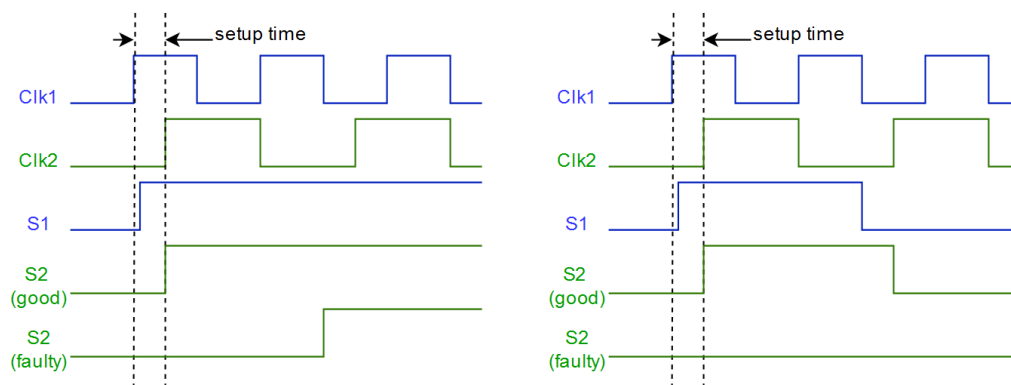 setup time
Clk1
Clk2
S1
S2
(good)
S2
(faulty)
setup time
Clk1
Clk2
S1
S2
(good)
S2
(faulty)